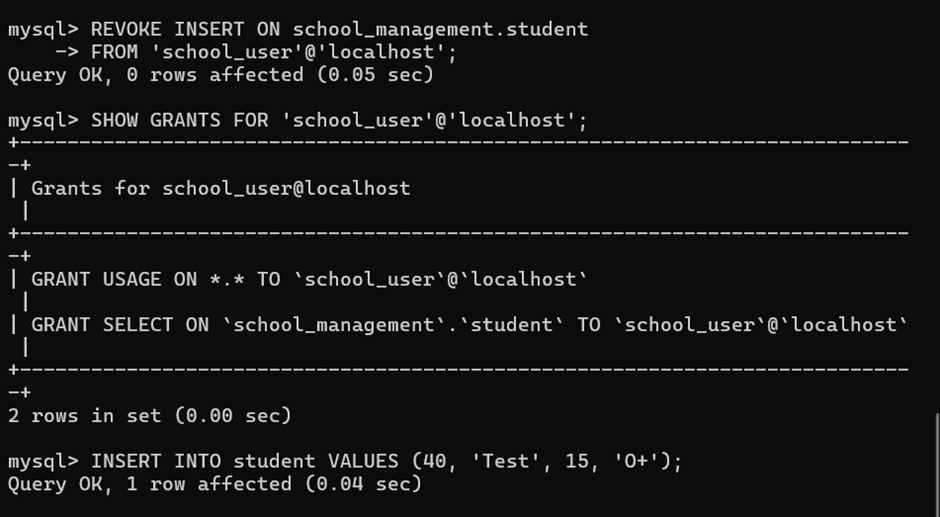 mysql> REVOKE INSERT ON school_management.student
    -> FROM 'school_user'@'localhost';
Query OK, 0 rows affected (0.05 sec)

mysql> SHOW GRANTS FOR 'school_user'@'localhost';
+---------------------------------------------------------------------------
-+
| Grants for school_user@localhost
 |
+---------------------------------------------------------------------------
-+
| GRANT USAGE ON *.* TO `school_user`@`localhost`
 |
| GRANT SELECT ON `school_management`.`student` TO `school_user`@`localhost`
 |
+---------------------------------------------------------------------------
-+
2 rows in set (0.00 sec)

mysql> INSERT INTO student VALUES (40, 'Test', 15, 'O+');
Query OK, 1 row affected (0.04 sec)